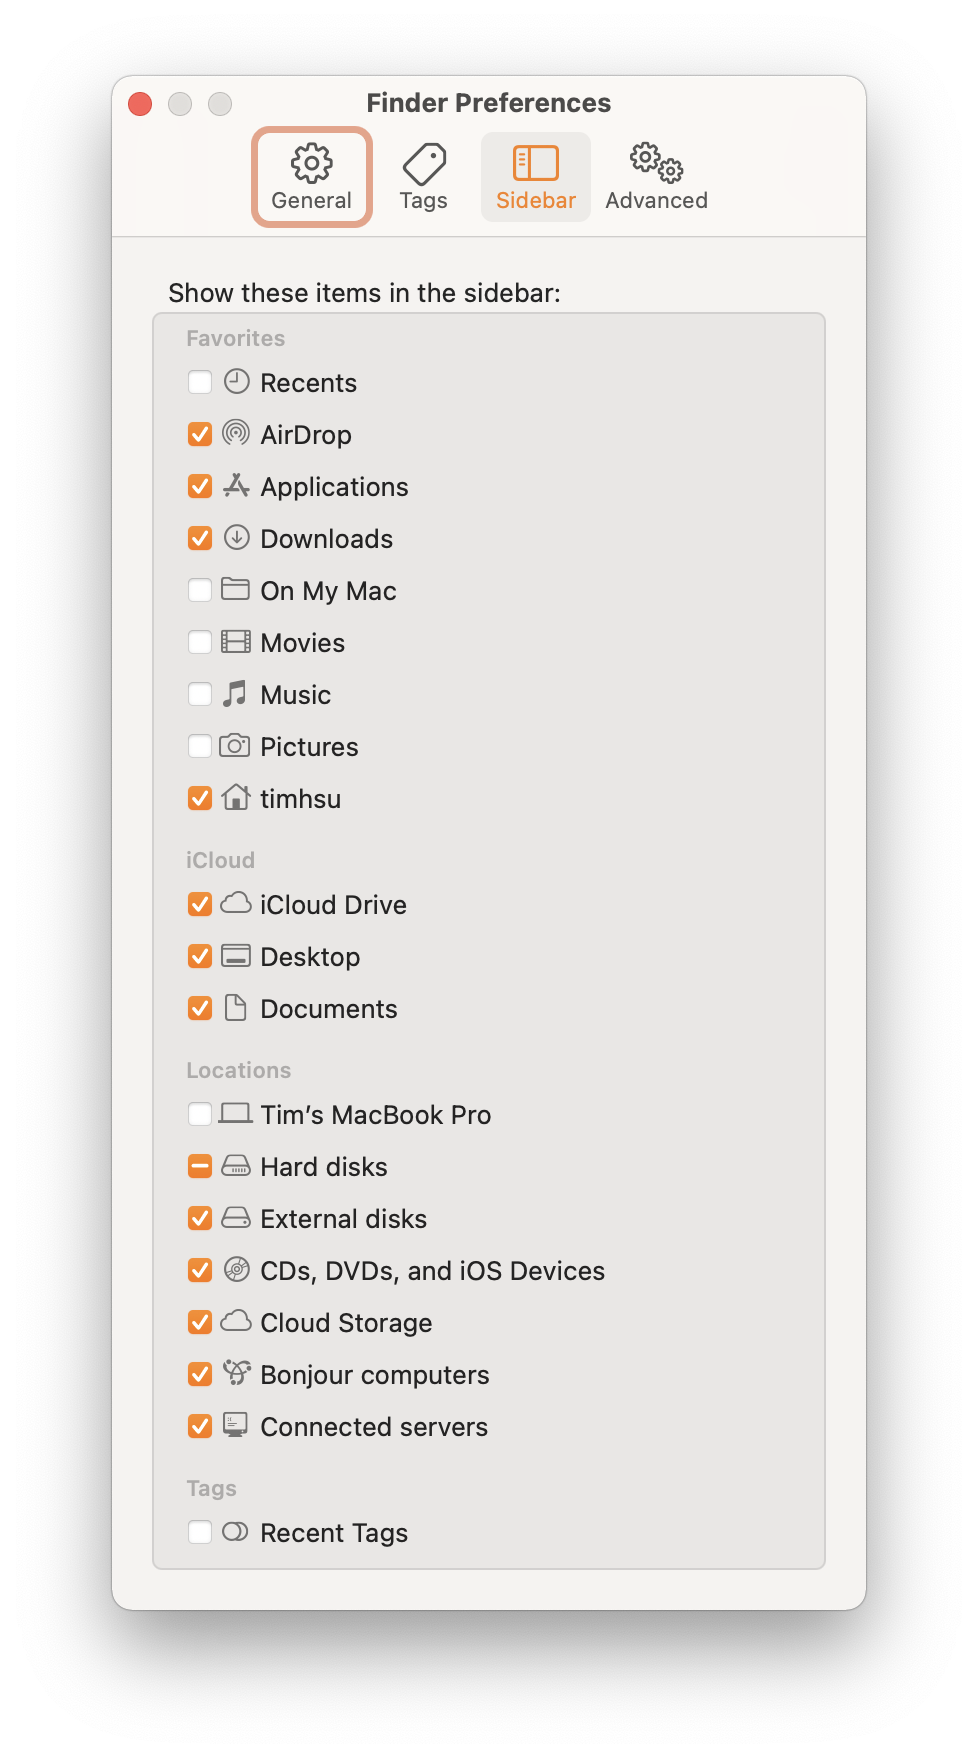 Finder Preferences
General
Tags
Sidebar
Advanced
Show these items in the sidebar:
Favorites
Recents
AirDrop
Applications
Downloads
On My Mac
Movies
Music
Pictures
timhsu
iCloud
iCloud Drive
Desktop
Documents
Locations
Tim’s MacBook Pro
Hard disks
External disks
CDs, DVDs, and iOS Devices
Cloud Storage
Bonjour computers
Connected servers
Tags
Recent Tags